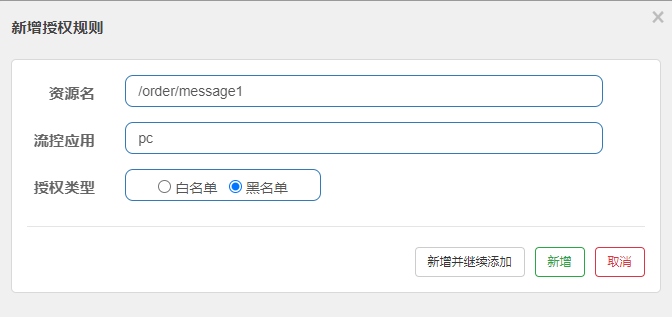 新增授权规则
资源名 /order/message1
流控应用 pc
授权类型 白名单 黑名单
新增并继续添加 新增 取消